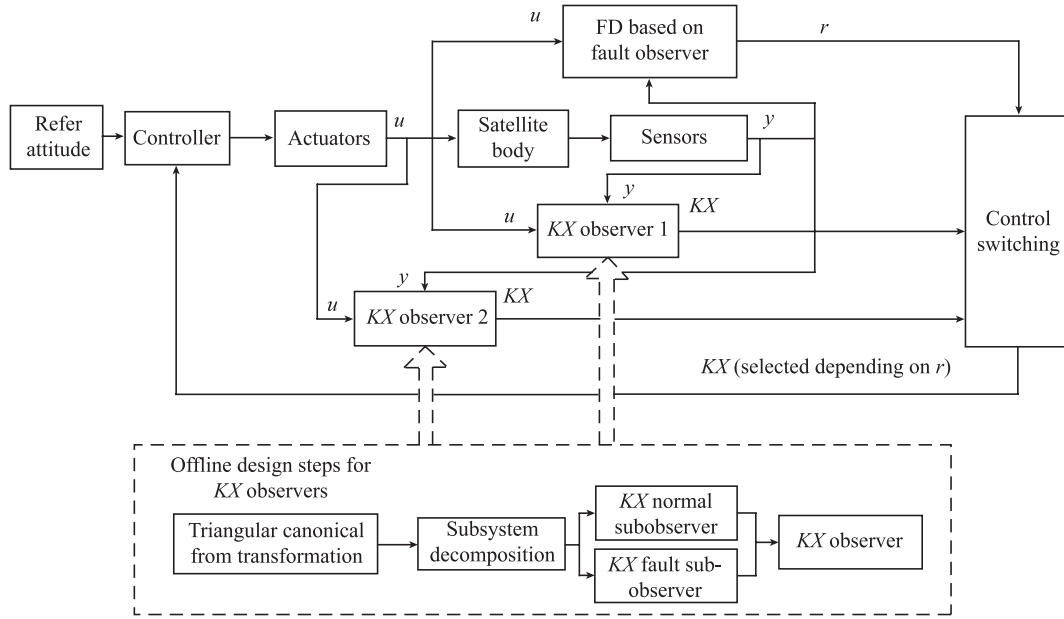 u
FD based on
fault observer
r
Refer
attitude
Controller
Actuators
u
Satellite
body
Sensors
y
y
u
KX observer 1
KX
Control
switching
y
u
KX observer 2
KX
KX (selected depending on r)
Offline design steps for
KX observers
Triangular canonical
from transformation
Subsystem
decomposition
KX normal
subobserver
KX fault sub-
observer
KX observer